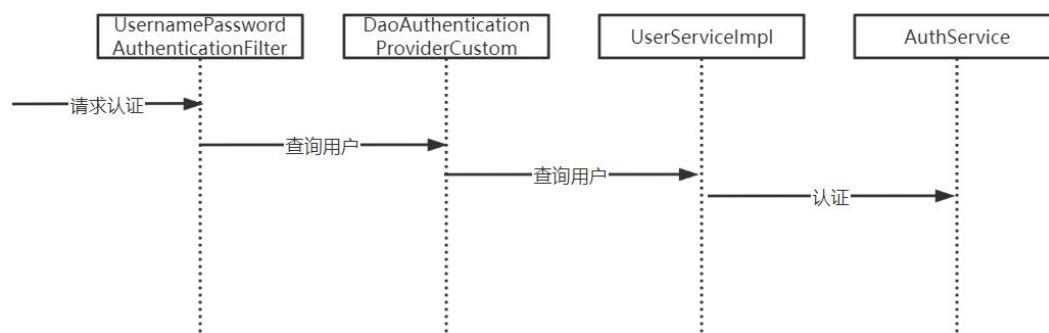 UsernamePassword
AuthenticationFilter
DaoAuthentication
ProviderCustom
UserServiceImpl
AuthService
请求认证
查询用户
查询用户
认证